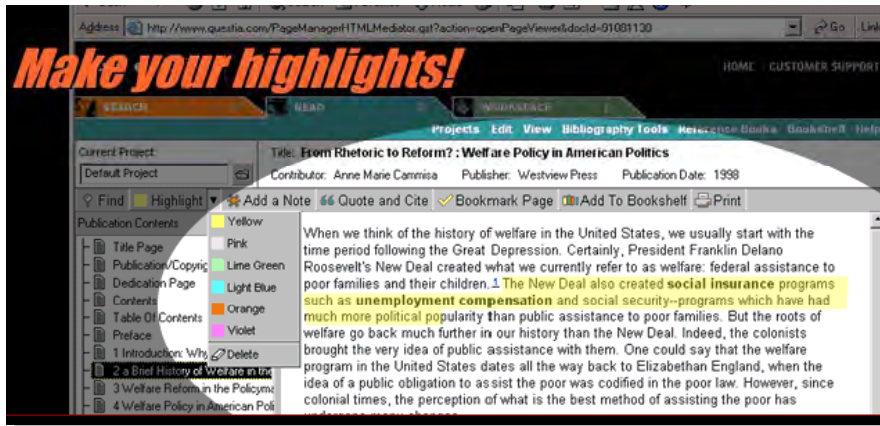 Address http://www.questia.com/PageManagerHTMLMediator.qst?action=openPageViewer&docId=91081130 Go Link
Make your highlights!
HOME CUSTOMER SUPPORT
SEARCH READ WORKSPACE
Projects Edit View Bibliography Tools Reference Books Bookshelf Help
Current Project: Title: From Rhetoric to Reform? : Welfare Policy in American Politics
Default Project Contributor: Anne Marie Cammisa Publisher: Westview Press Publication Date: 1998
Find Highlight Add a Note Quote and Cite Bookmark Page Add To Bookshelf Print
Publication Contents
Title Page
Publication/Copyrig
Dedication Page
Contents
Table Of Contents
Preface
1 Introduction: Why
2 a Brief History of Welfare in the
3 Welfare Reform in the Policyma
4 Welfare Policy in American Poli
Yellow
Pink
Lime Green
Light Blue
Orange
Violet
Delete
When we think of the history of welfare in the United States, we usually start with the
time period following the Great Depression. Certainly, President Franklin Delano
Roosevelt's New Deal created what we currently refer to as welfare: federal assistance to
poor families and their children. 1 The New Deal also created social insurance programs
such as unemployment compensation and social security--programs which have had
much more political popularity than public assistance to poor families. But the roots of
welfare go back much further in our history than the New Deal. Indeed, the colonists
brought the very idea of public assistance with them. One could say that the welfare
program in the United States dates all the way back to Elizabethan England, when the
idea of a public obligation to assist the poor was codified in the poor law. However, since
colonial times, the perception of what is the best method of assisting the poor has